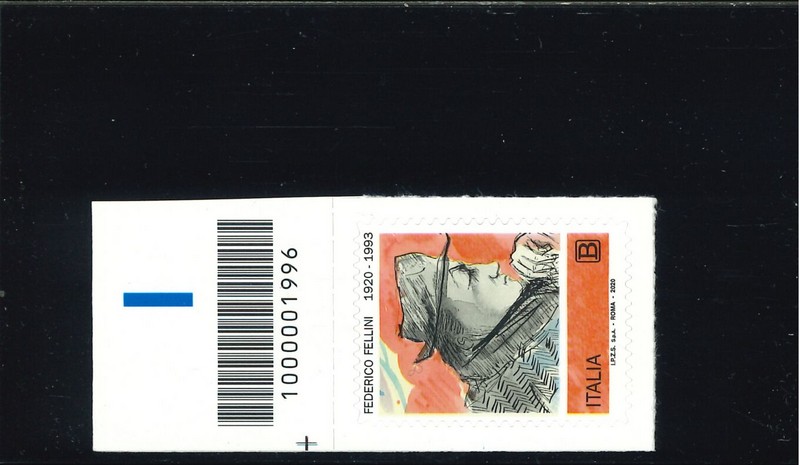 1000001996
FEDERICO FELLINI 1920 - 1993
B
ITALIA
I.P.Z.S. S.p.A. - ROMA - 2020